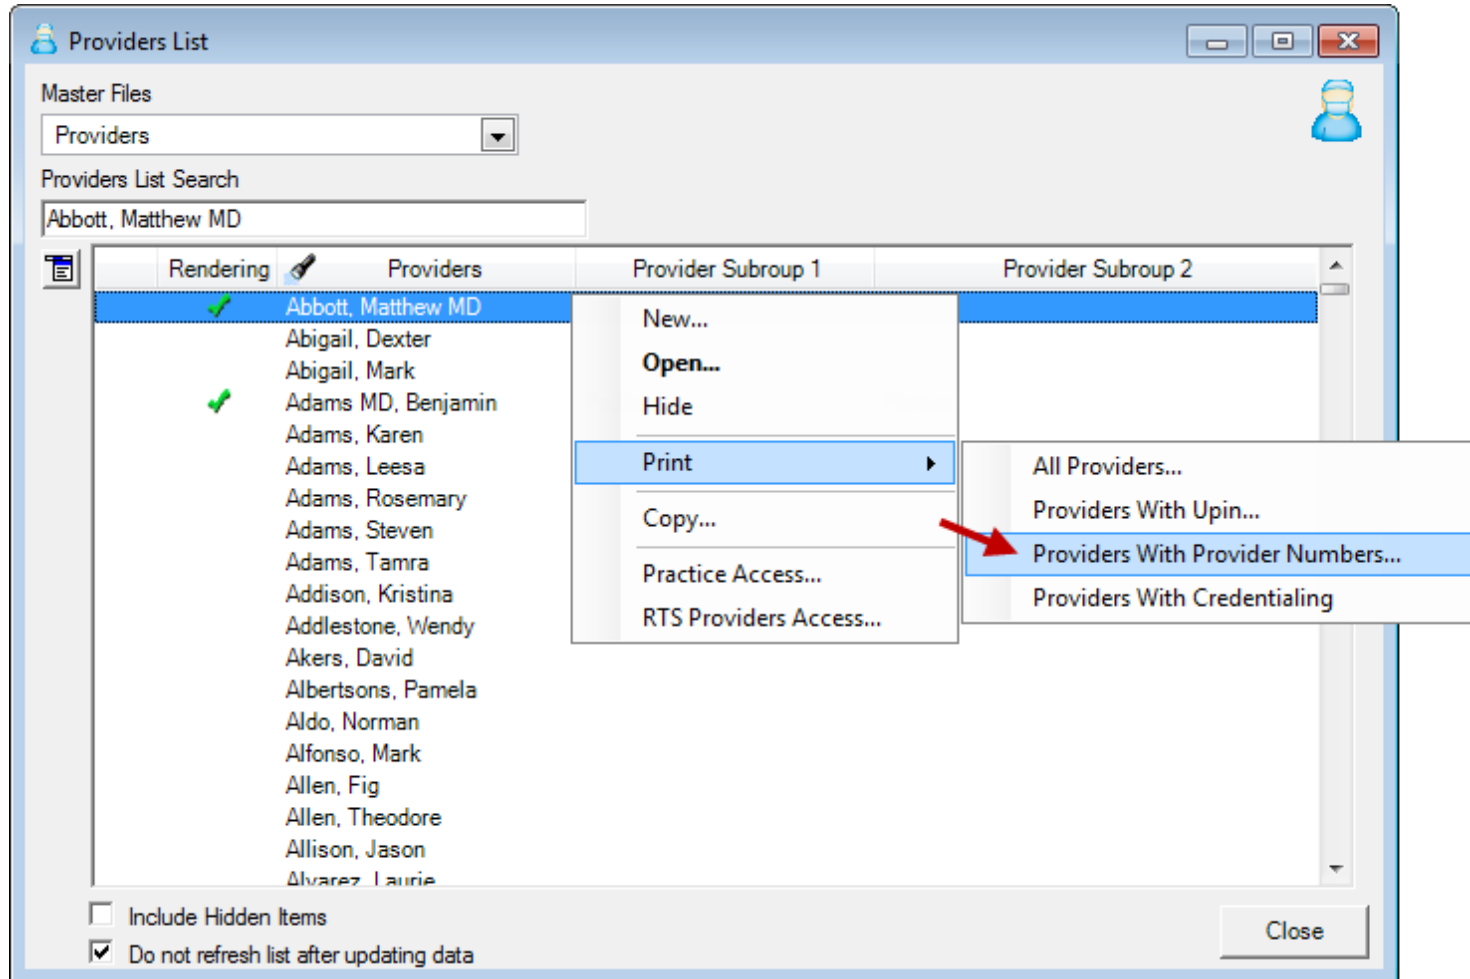 Providers List
Master Files
Providers
Providers List Search
Abbott, Matthew MD
Rendering Providers Provider Subroup 1 Provider Subroup 2
Abbott, Matthew MD
Abigail, Dexter
Abigail, Mark
Adams MD, Benjamin
Adams, Karen
Adams, Leesa
Adams, Rosemary
Adams, Steven
Adams, Tamra
Addison, Kristina
Addlestone, Wendy
Akers, David
Albertsons, Pamela
Aldo, Norman
Alfonso, Mark
Allen, Fig
Allen, Theodore
Allison, Jason
Alvarez, Laurie
New...
Open...
Hide
Print
Copy...
Practice Access...
RTS Providers Access...
All Providers...
Providers With Upin...
Providers With Provider Numbers...
Providers With Credentialing
Include Hidden Items
Do not refresh list after updating data
Close